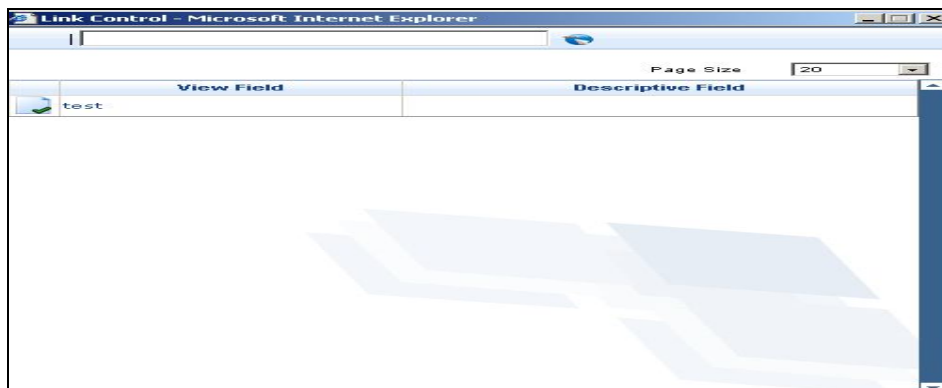 Link Control - Microsoft Internet Explorer
Page Size 20
View Field Descriptive Field
test